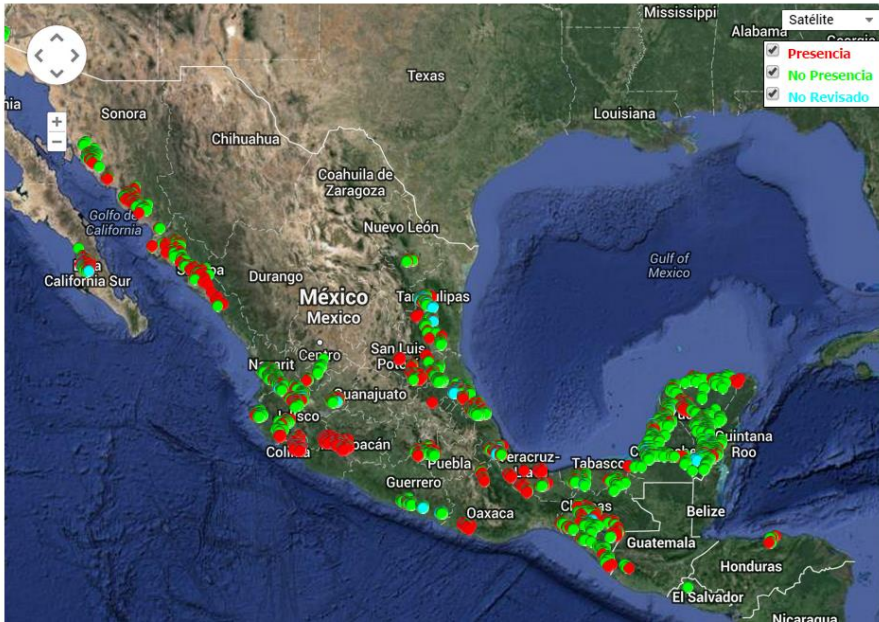 Mississippi
Satélite
Alabama
Presencia
No Presencia
No Revisado
Texas
Louisiana
Sonora
Chihuahua
Coahuila de
Zaragoza
Golfo de
California
Nuevo León
Gulf of
Mexico
California Sur
Durango
México
Mexico
Tamaulipas
Centro
San Luis
Nayarit
Guanajuato
Jalisco
Colima
Puebla
Veracruz-
Tabasco
Quintana
Roo
Guerrero
Oaxaca
Belize
Guatemala
Honduras
El Salvador
Nicaragua